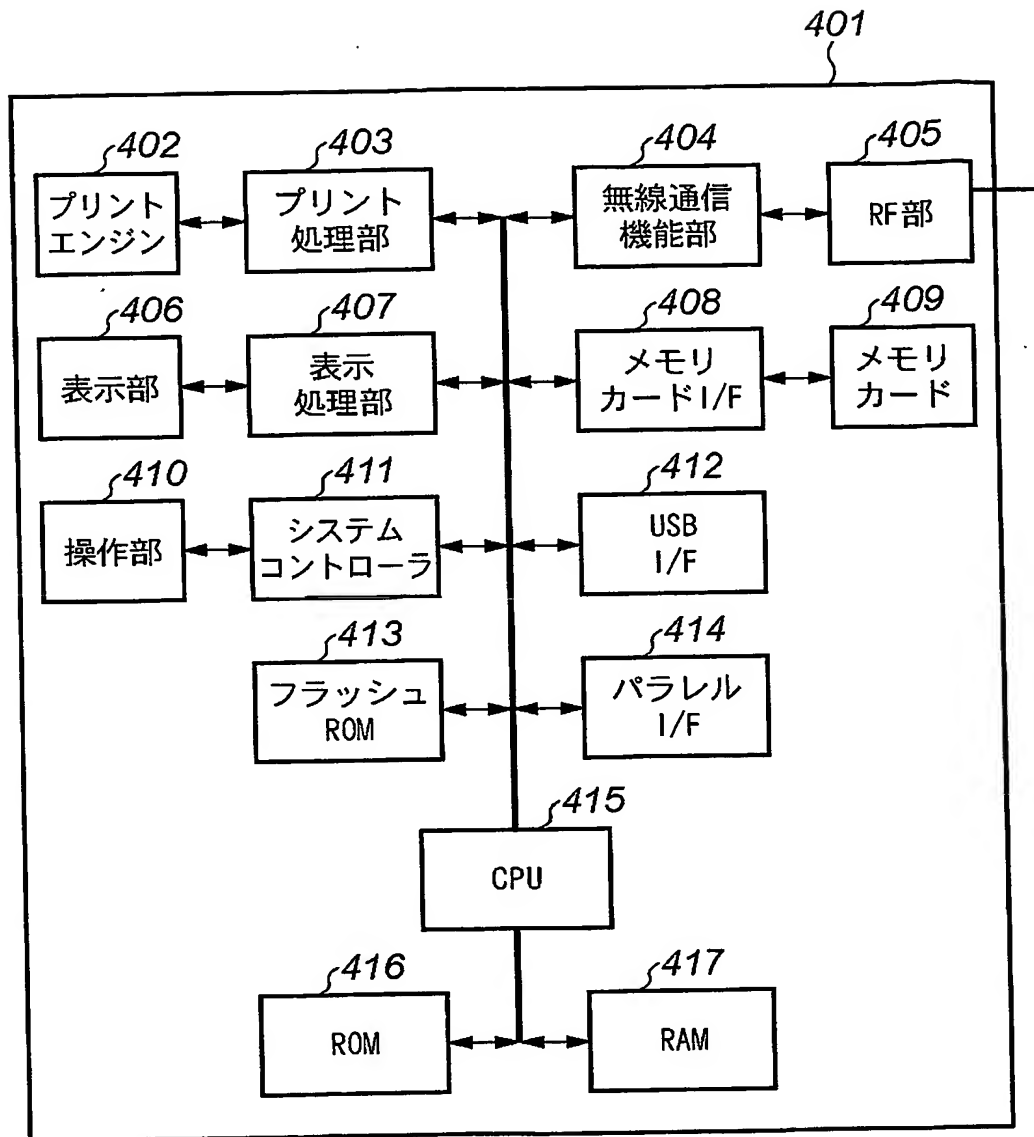 401
402
プリント
エンジン
403
プリント
処理部
404
無線通信
機能部
405
RF部
406
表示部
407
表示
処理部
408
メモリ
カードI/F
409
メモリ
カード
410
操作部
411
システム
コントローラ
412
USB
I/F
413
フラッシュ
ROM
414
パラレル
I/F
415
CPU
416
ROM
417
RAM